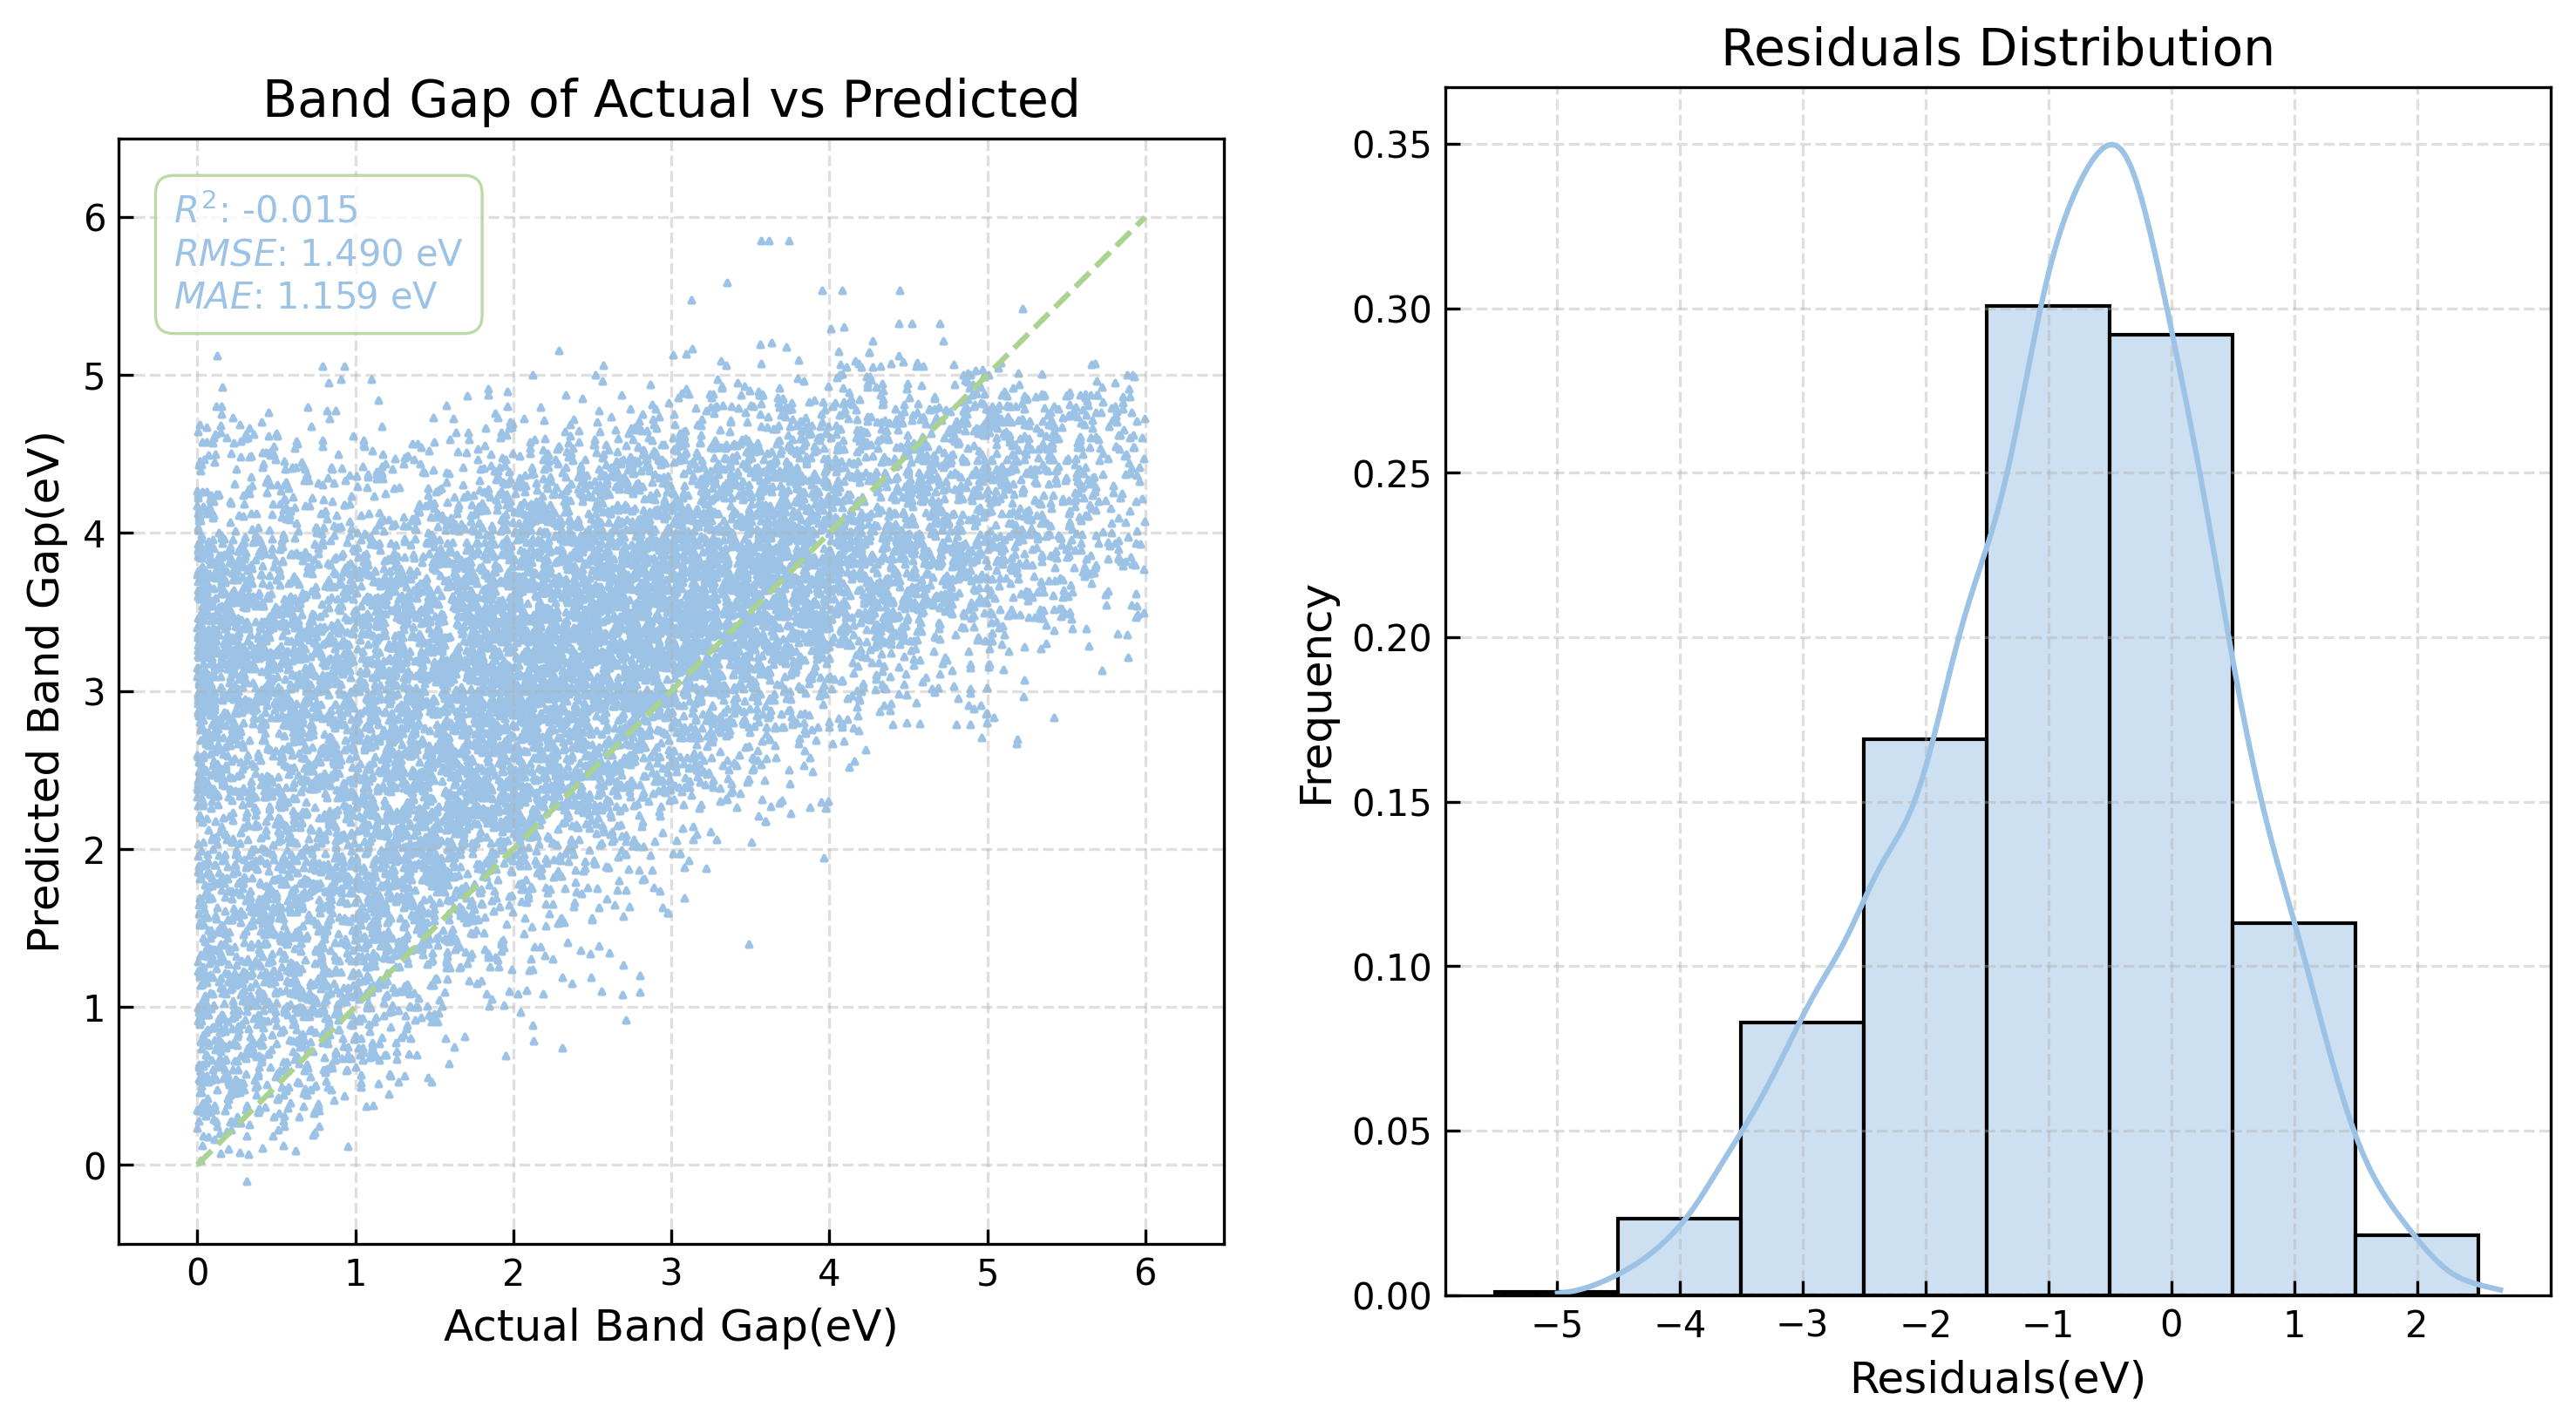 Band Gap of Actual vs Predicted
R²: -0.015
RMSE: 1.490 eV
MAE: 1.159 eV
Predicted Band Gap(eV)
6
5
4
3
2
1
0
0 1 2 3 4 5 6
Actual Band Gap(eV)
Residuals Distribution
Frequency
0.35
0.30
0.25
0.20
0.15
0.10
0.05
0.00
−5 −4 −3 −2 −1 0 1 2
Residuals(eV)